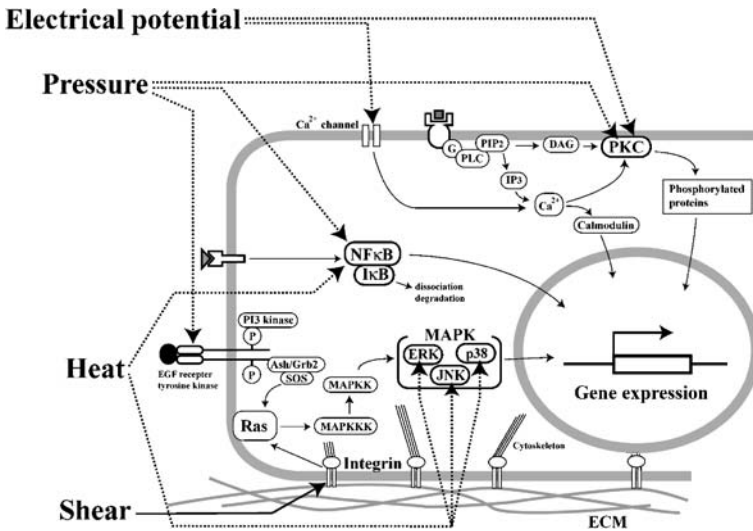 Electrical potential
Pressure
Ca2+ channel
G
PLC
PIP2
DAG
PKC
IP3
Ca2+
Calmodulin
Phosphorylated
proteins
NFκB
IκB
dissociation
degradation
PI3 kinase
P
Heat
EGF recepter
tyrosine kinase
P
Ash/Grb2
SOS
MAPK
ERK
p38
JNK
MAPKK
MAPKKK
Ras
Gene expression
Integrin
Cytoskeleton
Shear
ECM